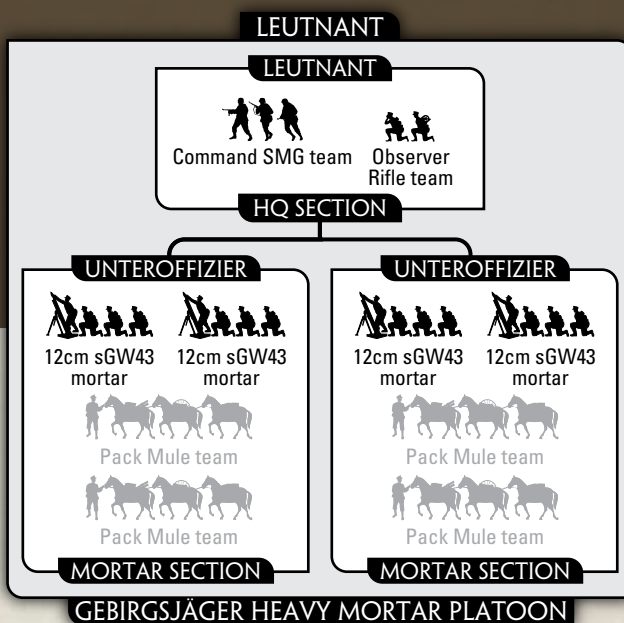 LEUTNANT
LEUTNANT
Command SMG team
Observer
Rifle team
HQ SECTION
UNTEROFFIZIER
12cm sGW43
mortar
12cm sGW43
mortar
Pack Mule team
Pack Mule team
MORTAR SECTION
UNTEROFFIZIER
12cm sGW43
mortar
12cm sGW43
mortar
Pack Mule team
Pack Mule team
MORTAR SECTION
GEBIRGSJÄGER HEAVY MORTAR PLATOON